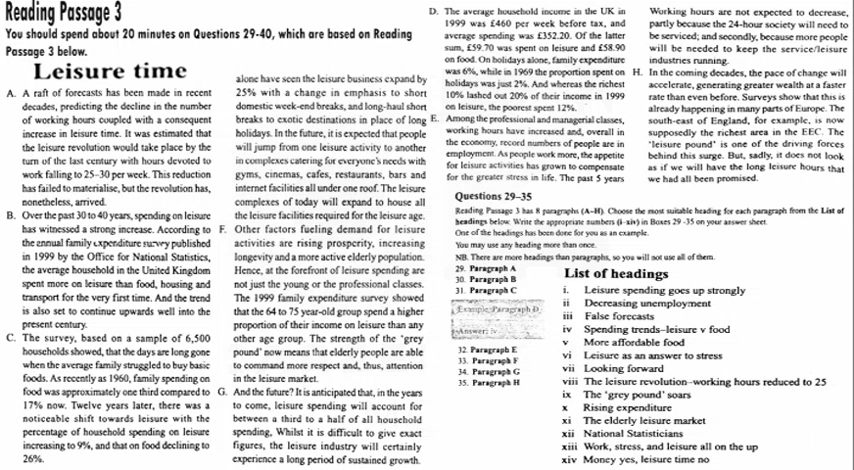 Reading Passage 3
You should spend about 20 minutes on Questions 29-40, which are based on Reading
Passage 3 below.
Leisure time
A. A raft of forecasts has been made in recent
decades, predicting the decline in the number
of working hours coupled with a consequent
increase in leisure time. It was estimated that
the leisure revolution would take place by the
turn of the last century with hours devoted to
work falling to 25-30 per week. This reduction
has failed to materialise, but the revolution has,
nonetheless, arrived.
B. Over the past 30 to 40 years, spending on leisure
has witnessed a strong increase. According to
the annual family expenditure survey published
in 1999 by the Office for National Statistics,
the average household in the United Kingdom
spent more on leisure than food, housing and
transport for the very first time. And the trend
is also set to continue upwards well into the
present century.
C. The survey, based on a sample of 6,500
households showed, that the days are long gone
when the average family struggled to buy basic
foods. As recently as 1960, family spending on
food was approximately one third compared to
17% now. Twelve years later, there was a
noticeable shift towards leisure with the
percentage of household spending on leisure
increasing to 9%, and that on food declining to
26%.
D. The average household income in the UK in
1999 was £460 per week before tax, and
average spending was £352.20. Of the latter
sum, £59.70 was spent on leisure and £58.90
on food. On holidays alone, family expenditure
was 6%, while in 1969 the proportion spent on
holidays was just 2%. And whereas the richest
10% lashed out 20% of their income in 1999
on leisure, the poorest spent 12%.
E. Among the professional and managerial classes,
working hours have increased and, overall in
the economy, record numbers of people are in
employment. As people work more, the appetite
for leisure activities has grown to compensate
for the greater stress in life. The past 5 years
alone have seen the leisure business expand by
25% with a change in emphasis to short
domestic week-end breaks, and long-haul short
breaks to exotic destinations in place of long
holidays. In the future, it is expected that people
will jump from one leisure activity to another
in complexes catering for everyone's needs with
gyms, cinemas, cafes, restaurants, bars and
internet facilities all under one roof. The leisure
complexes of today will expand to house all
the leisure facilities required for the leisure age.
F. Other factors fueling demand for leisure
activities are rising prosperity, increasing
longevity and a more active elderly population.
Hence, at the forefront of leisure spending are
not just the young or the professional classes.
The 1999 family expenditure survey showed
that the 64 to 75 year-old group spend a higher
proportion of their income on leisure than any
other age group. The strength of the 'grey
pound' now means that elderly people are able
to command more respect and, thus, attention
in the leisure market.
G. And the future? It is anticipated that, in the years
to come, leisure spending will account for
between a third to a half of all household
spending, Whilst it is difficult to give exact
figures, the leisure industry will certainly
experience a long period of sustained growth.
Working hours are not expected to decrease,
partly because the 24-hour society will need to
be serviced; and secondly, because more people
will be needed to keep the service/leisure
industries running.
H. In the coming decades, the pace of change will
accelerate, generating greater wealth at a faster
rate than even before. Surveys show that this is
already happening in many parts of Europe. The
south-east of England, for example, is now
supposedly the richest area in the EEC. The
'leisure pound' is one of the driving forces
behind this surge. But, sadly, it does not look
as if we will have the long leisure hours that
we had all been promised.
Questions 29-35
Reading Passage 3 has 8 paragraphs (A-H). Choose the most suitable heading for each paragraph from the List of
headings below. Write the appropriate numbers (i-xiv) in Boxes 29 -35 on your answer sheet.
One of the headings has been done for you as an example.
You may use any heading more than once.
NB. There are more headings than paragraphs, so you will not use all of them.
29. Paragraph A
30. Paragraph B
31. Paragraph C
Example: Paragraph D
Answer: iv
32. Paragraph E
33. Paragraph F
34. Paragraph G
35. Paragraph H
List of headings
i. Leisure spending goes up strongly
ii Decreasing unemployment
iii False forecasts
iv Spending trends-leisure v food
v More affordable food
vi Leisure as an answer to stress
vii Looking forward
viii The leisure revolution-working hours reduced to 25
ix The 'grey pound' soars
x Rising expenditure
xi The elderly leisure market
xii National Statisticians
xiii Work, stress, and leisure all on the up
xiv Money yes, leisure time no